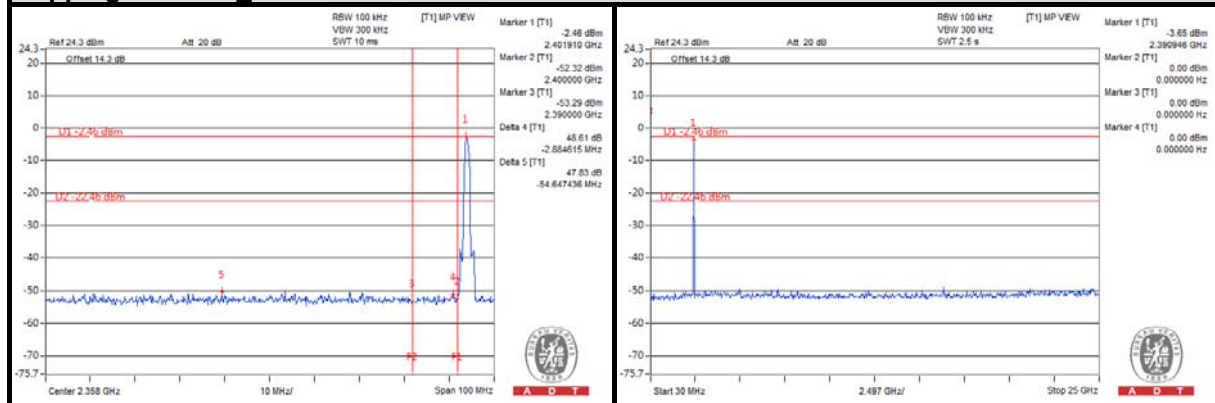 RBW 100 kHz
[T1] MP VIEW
VBW 300 kHz
Ref 24.3 dBm
Att 20 dB
SWT 10 ms
Offset 14.3 dB
Marker 1 [T1]
-2.46 dBm
2.401910 GHz
Marker 2 [T1]
-52.32 dBm
2.400000 GHz
Marker 3 [T1]
-53.29 dBm
2.390000 GHz
Delta 4 [T1]
48.61 dB
-2.884615 MHz
Delta 5 [T1]
47.83 dB
-54.647436 MHz
24.3
20
10
0
-10
-20
-30
-40
-50
-60
-70
-75.7
D1 -2.46 dBm
D2 -22.46 dBm
1
5
3
4
2
F2
F1
Center 2.358 GHz
10 MHz/
Span 100 MHz
BUREAU VERITAS
1828
A D T
RBW 100 kHz
[T1] MP VIEW
VBW 300 kHz
Ref 24.3 dBm
Att 20 dB
SWT 2.5 s
Offset 14.3 dB
Marker 1 [T1]
-3.65 dBm
2.390946 GHz
Marker 2 [T1]
0.00 dBm
0.000000 Hz
Marker 3 [T1]
0.00 dBm
0.000000 Hz
Marker 4 [T1]
0.00 dBm
0.000000 Hz
24.3
20
10
0
-10
-20
-30
-40
-50
-60
-70
-75.7
D1 -2.46 dBm
D2 -22.46 dBm
1
Start 30 MHz
2.497 GHz/
Stop 25 GHz
BUREAU VERITAS
1828
A D T